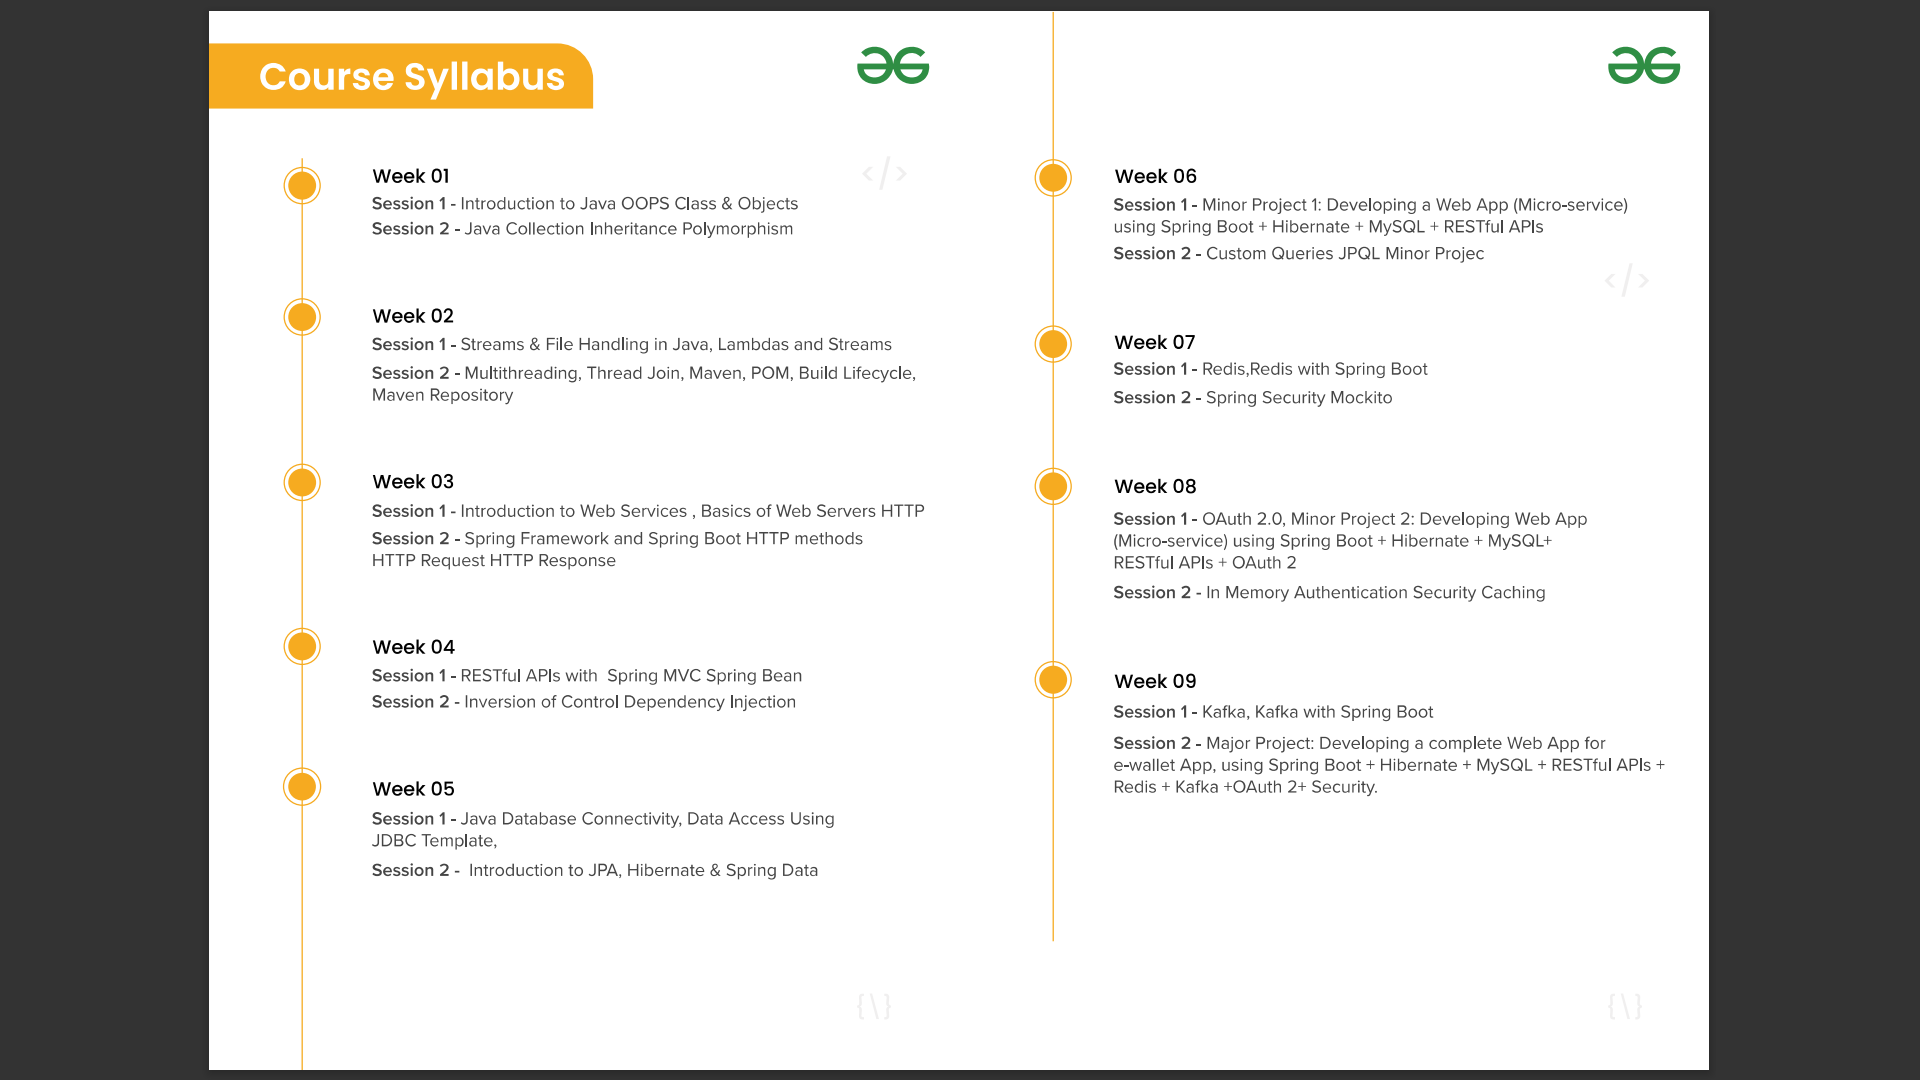 Course Syllabus
Week 01
Session 1 - Introduction to Java OOPS Class & Objects
Session 2 - Java Collection Inheritance Polymorphism
Week 02
Session 1 - Streams & File Handling in Java, Lambdas and Streams
Session 2 - Multithreading, Thread Join, Maven, POM, Build Lifecycle,
Maven Repository
Week 03
Session 1 - Introduction to Web Services , Basics of Web Servers HTTP
Session 2 - Spring Framework and Spring Boot HTTP methods
HTTP Request HTTP Response
Week 04
Session 1 - RESTful APIs with  Spring MVC Spring Bean
Session 2 - Inversion of Control Dependency Injection
Week 05
Session 1 - Java Database Connectivity, Data Access Using
JDBC Template,
Session 2 -  Introduction to JPA, Hibernate & Spring Data
Week 06
Session 1 - Minor Project 1: Developing a Web App (Micro-service)
using Spring Boot + Hibernate + MySQL + RESTful APIs
Session 2 - Custom Queries JPQL Minor Projec
Week 07
Session 1 - Redis,Redis with Spring Boot
Session 2 - Spring Security Mockito
Week 08
Session 1 - OAuth 2.0, Minor Project 2: Developing Web App
(Micro-service) using Spring Boot + Hibernate + MySQL+
RESTful APIs + OAuth 2
Session 2 - In Memory Authentication Security Caching
Week 09
Session 1 - Kafka, Kafka with Spring Boot
Session 2 - Major Project: Developing a complete Web App for
e-wallet App, using Spring Boot + Hibernate + MySQL + RESTful APIs +
Redis + Kafka +OAuth 2+ Security.